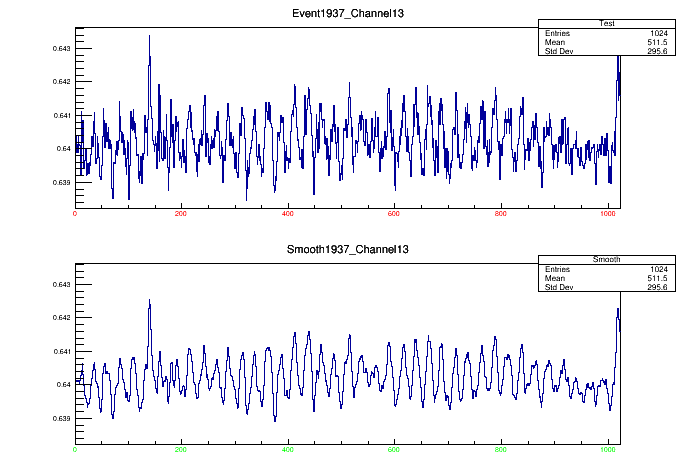 Event1937_Channel13
Test
Entries 1024
Mean 511.5
Std Dev 295.6
0.643
0.642
0.641
0.64
0.639
0 200 400 600 800 1000
Smooth1937_Channel13
Smooth
Entries 1024
Mean 511.5
Std Dev 295.6
0.643
0.642
0.641
0.64
0.639
0 200 400 600 800 1000